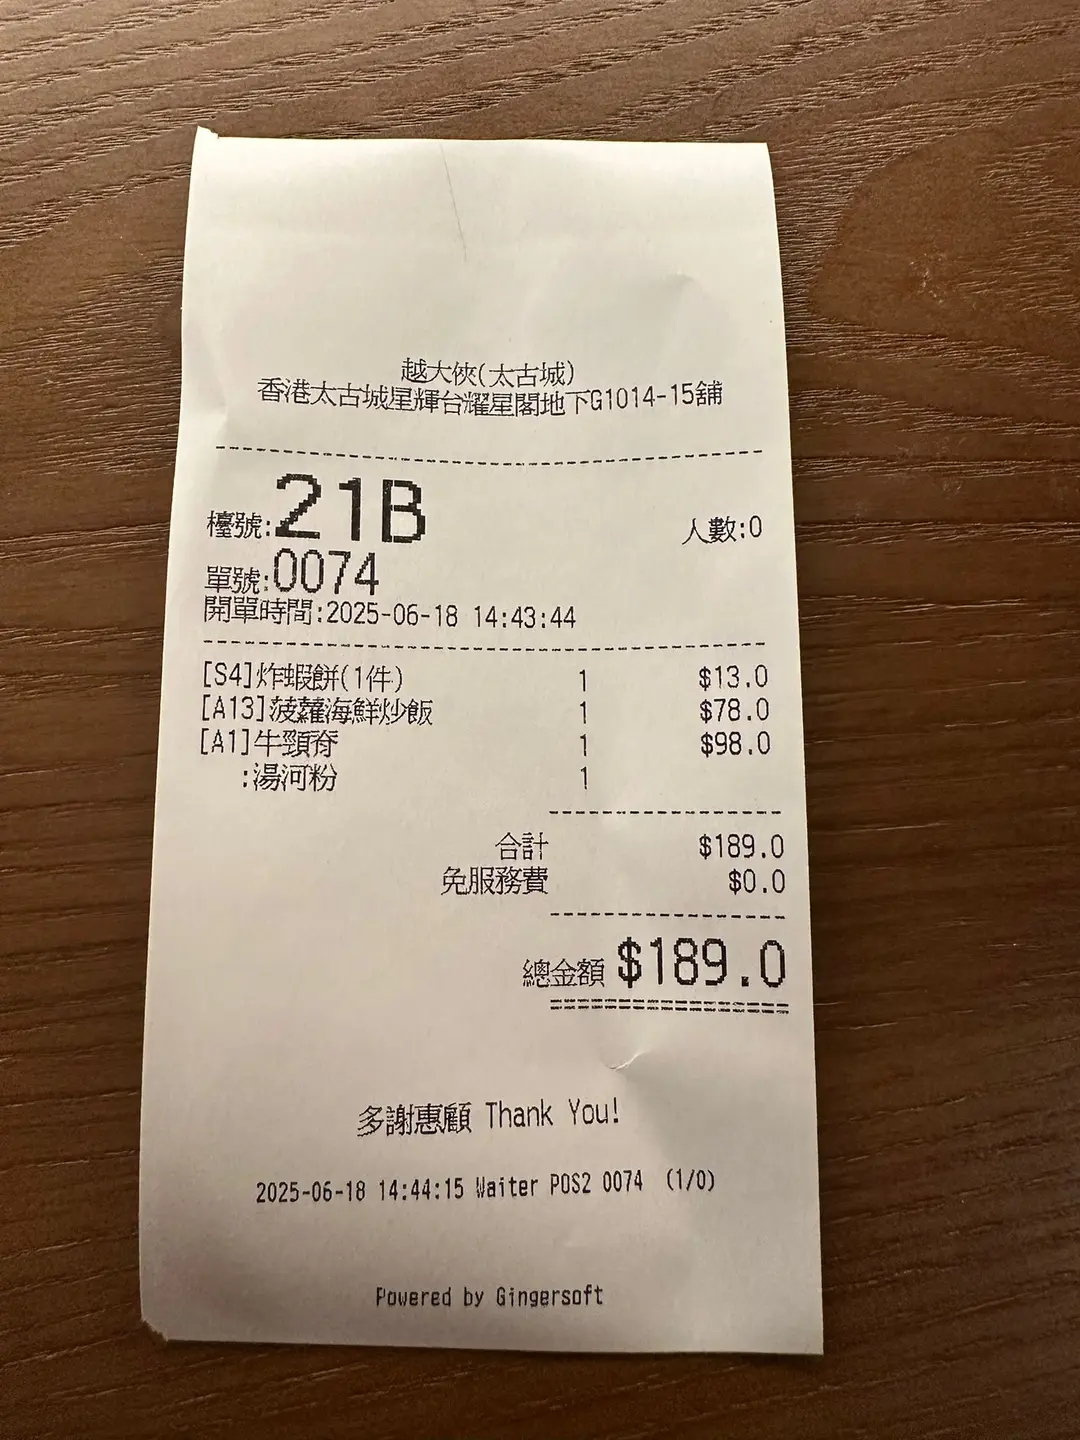 越大俠(太古城)
香港太古城星輝台耀星閣地下G1014-15舖
檯號:21B 人數:0
單號:0074
開單時間:2025-06-18 14:43:44
[S4]炸蝦餅(1件) 1 $13.0
[A13]菠蘿海鮮炒飯 1 $78.0
[A1]牛頸脊 1 $98.0
:湯河粉 1
合計 $189.0
免服務費 $0.0
總金額 $189.0
多謝惠顧 Thank You!
2025-06-18 14:44:15 Waiter POS2 0074 (1/0)
Powered by Gingersoft